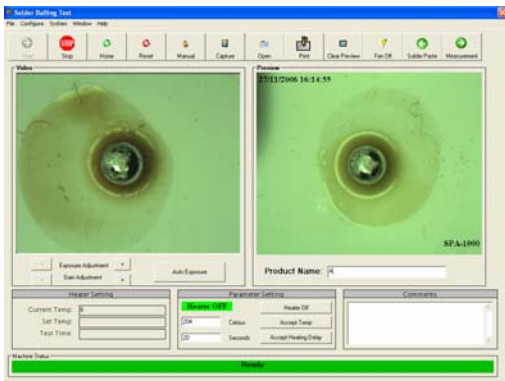 Solder Balling Test
File Configure System Window Help
Start Stop Home Reset Manual Capture Open Print Clear Preview Fan Off Solder Paste Measurement
Video
Preview
27/11/2006 16:14:55
SPA-1000
- Exposure Adjustment +
- Gain Adjustment +
Auto Exposure
Product Name: A
Heater Setting
Current Temp:
Set Temp:
Test Time:
Parameter Setting
Heater OFF
Heater Off
204 Celsius Accept Temp
20 Seconds Accept Heating Delay
Comments
Machine Status
Ready